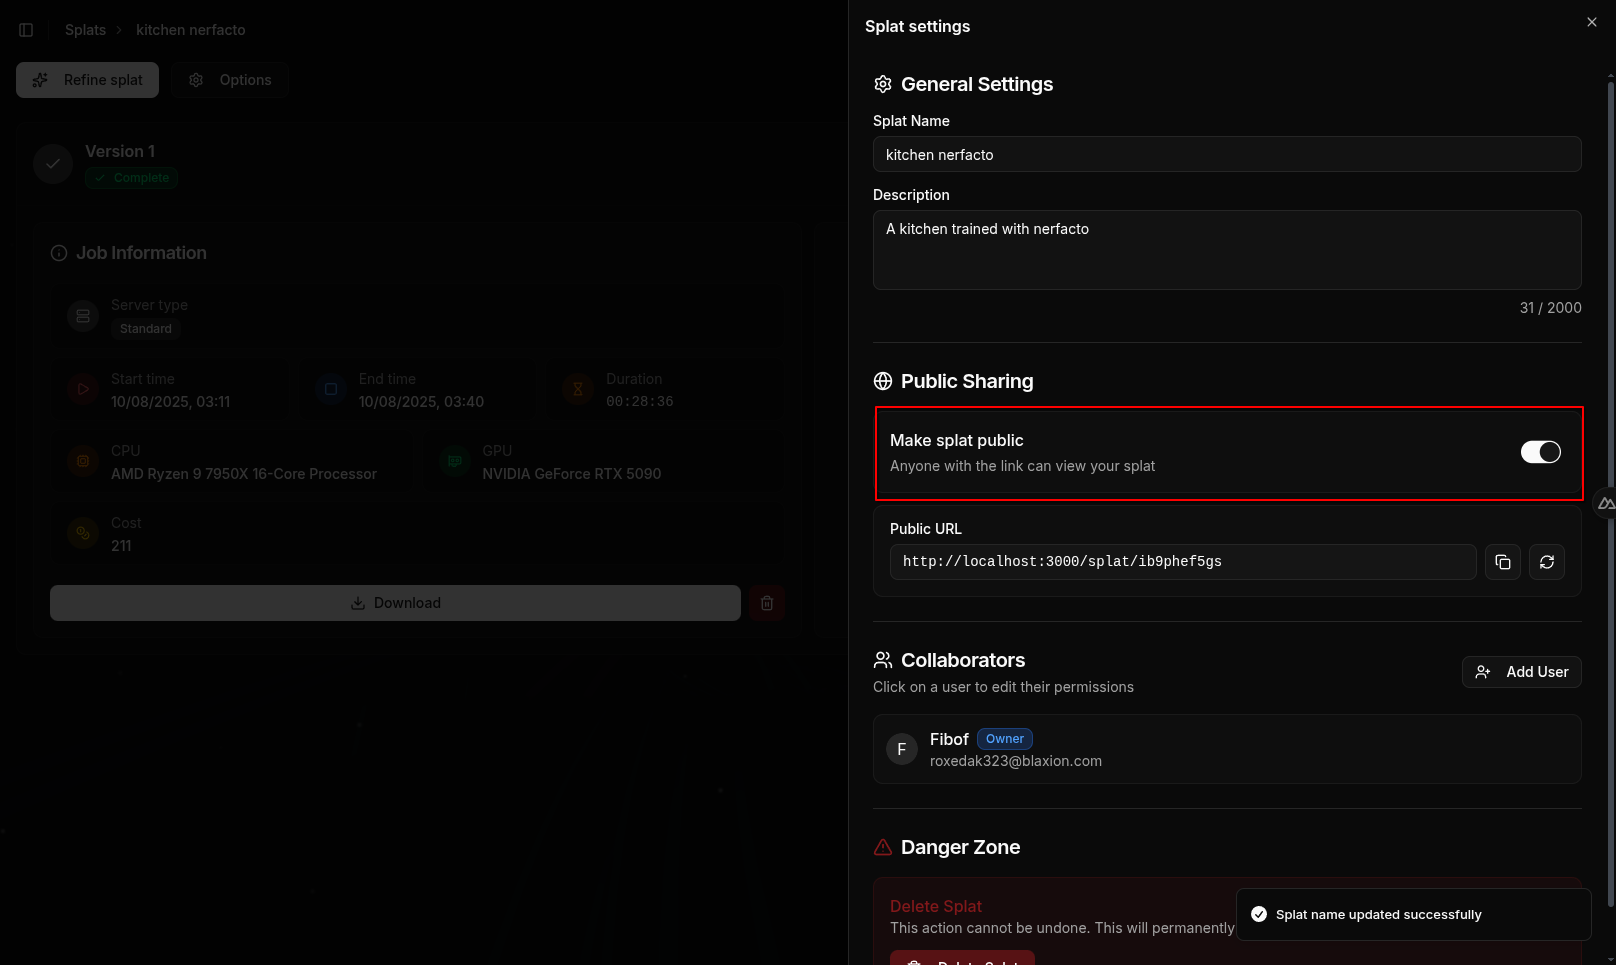 Splats
kitchen nerfacto
Refine splat
Options
Version 1
Complete
Job Information
Server type
Standard
Start time
10/08/2025, 03:11
End time
10/08/2025, 03:40
Duration
00:28:36
CPU
AMD Ryzen 9 7950X 16-Core Processor
GPU
NVIDIA GeForce RTX 5090
Cost
211
Download
Splat settings
General Settings
Splat Name
kitchen nerfacto
Description
A kitchen trained with nerfacto
31 / 2000
Public Sharing
Make splat public
Anyone with the link can view your splat
Public URL
http://localhost:3000/splat/ib9phef5gs
Collaborators
Click on a user to edit their permissions
Add User
F
Fibof
Owner
roxedak323@blaxion.com
Danger Zone
Delete Splat
This action cannot be undone. This will permanently
Delete Splat
Splat name updated successfully